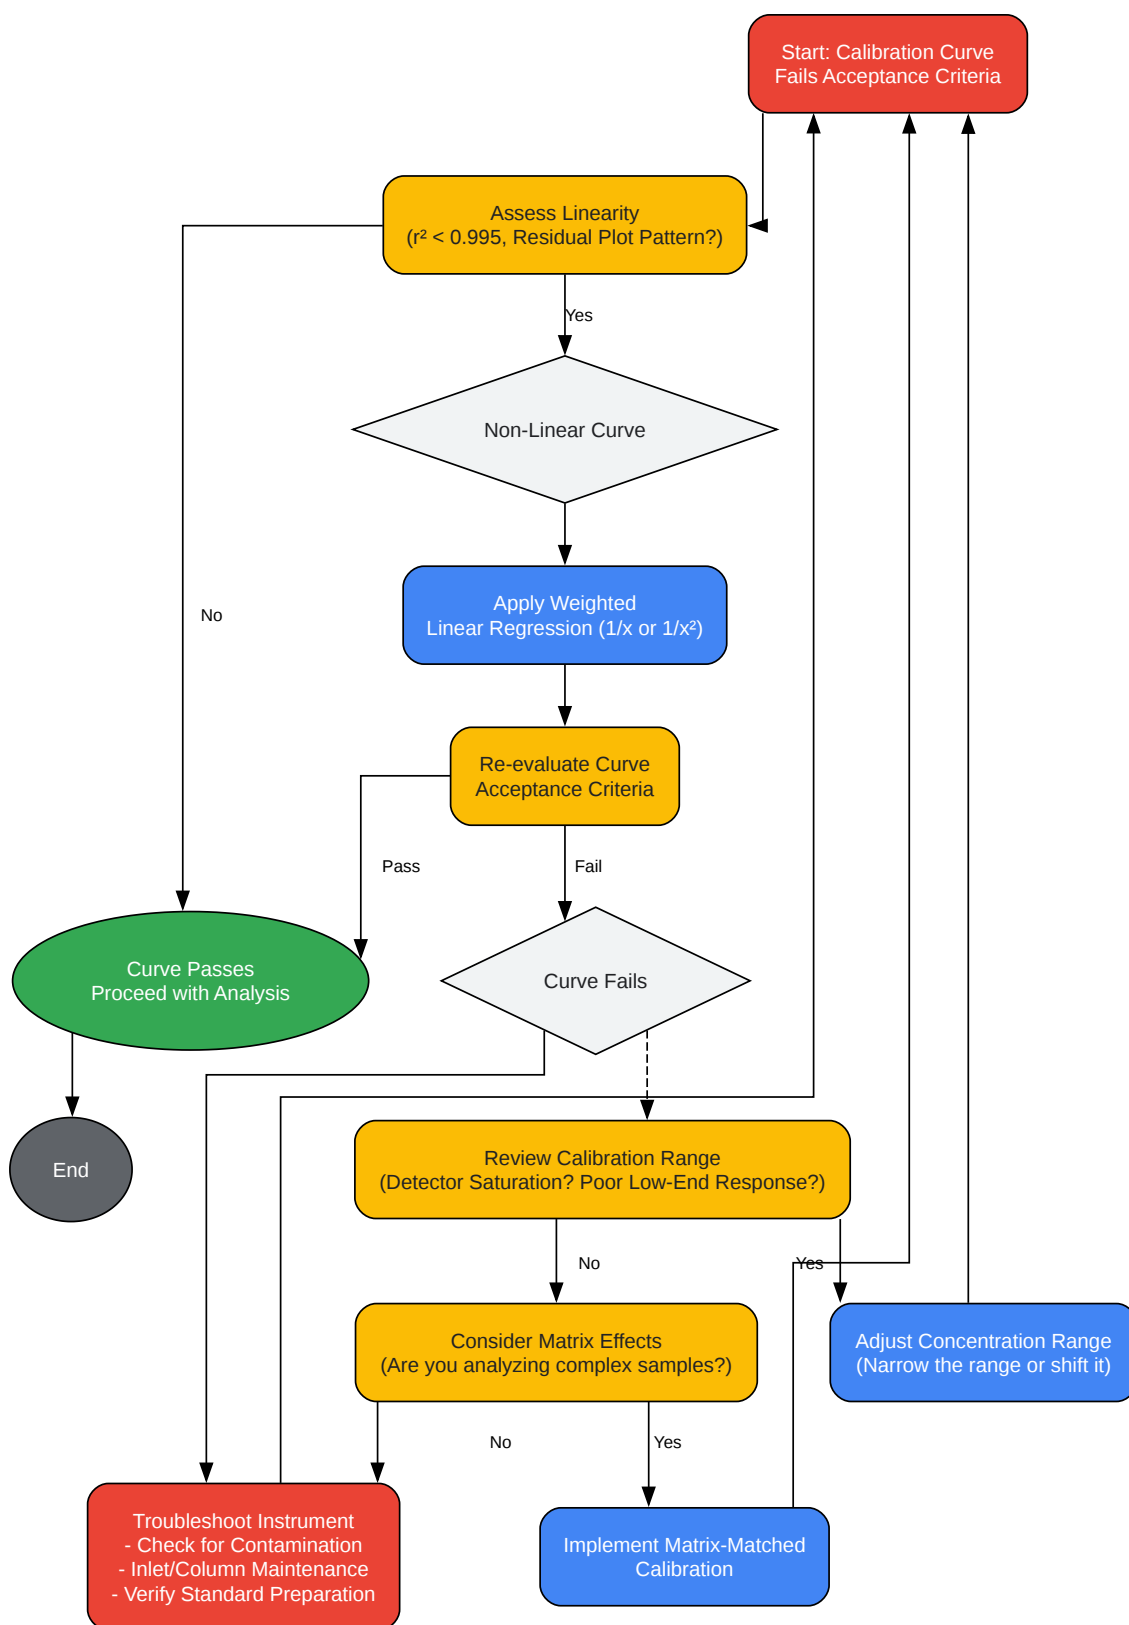 Start: Calibration Curve
Fails Acceptance Criteria
Assess Linearity
(r² < 0.995, Residual Plot Pattern?)
Yes
Non-Linear Curve
Apply Weighted
Linear Regression (1/x or 1/x²)
No
Re-evaluate Curve
Acceptance Criteria
Pass
Fail
Curve Passes
Proceed with Analysis
Curve Fails
End
Review Calibration Range
(Detector Saturation? Poor Low-End Response?)
No
Yes
Consider Matrix Effects
(Are you analyzing complex samples?)
Adjust Concentration Range
(Narrow the range or shift it)
No
Yes
Troubleshoot Instrument
- Check for Contamination
- Inlet/Column Maintenance
- Verify Standard Preparation
Implement Matrix-Matched
Calibration